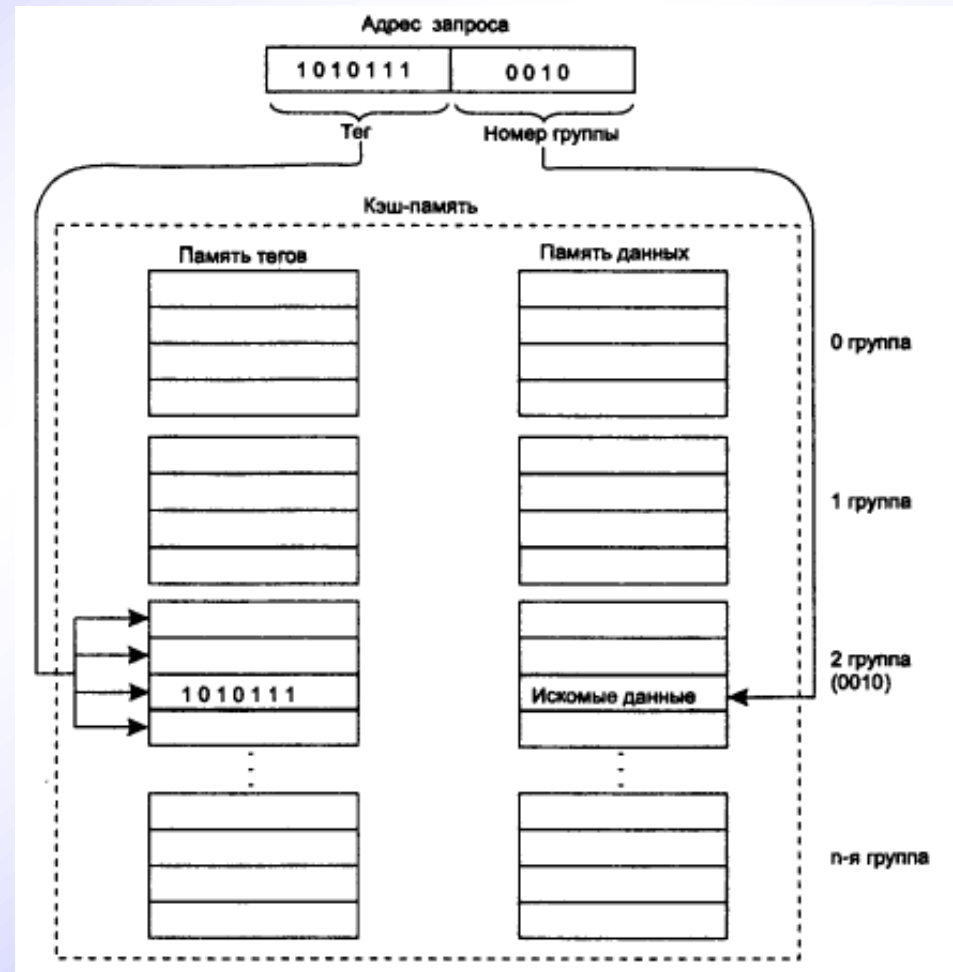 Адрес запроса
1010111 0010
Тег Номер группы
Кэш-память
Память тегов Память данных
0 группа
1 группа
2 группа
(0010)
1010111 Искомые данные
n-я группа